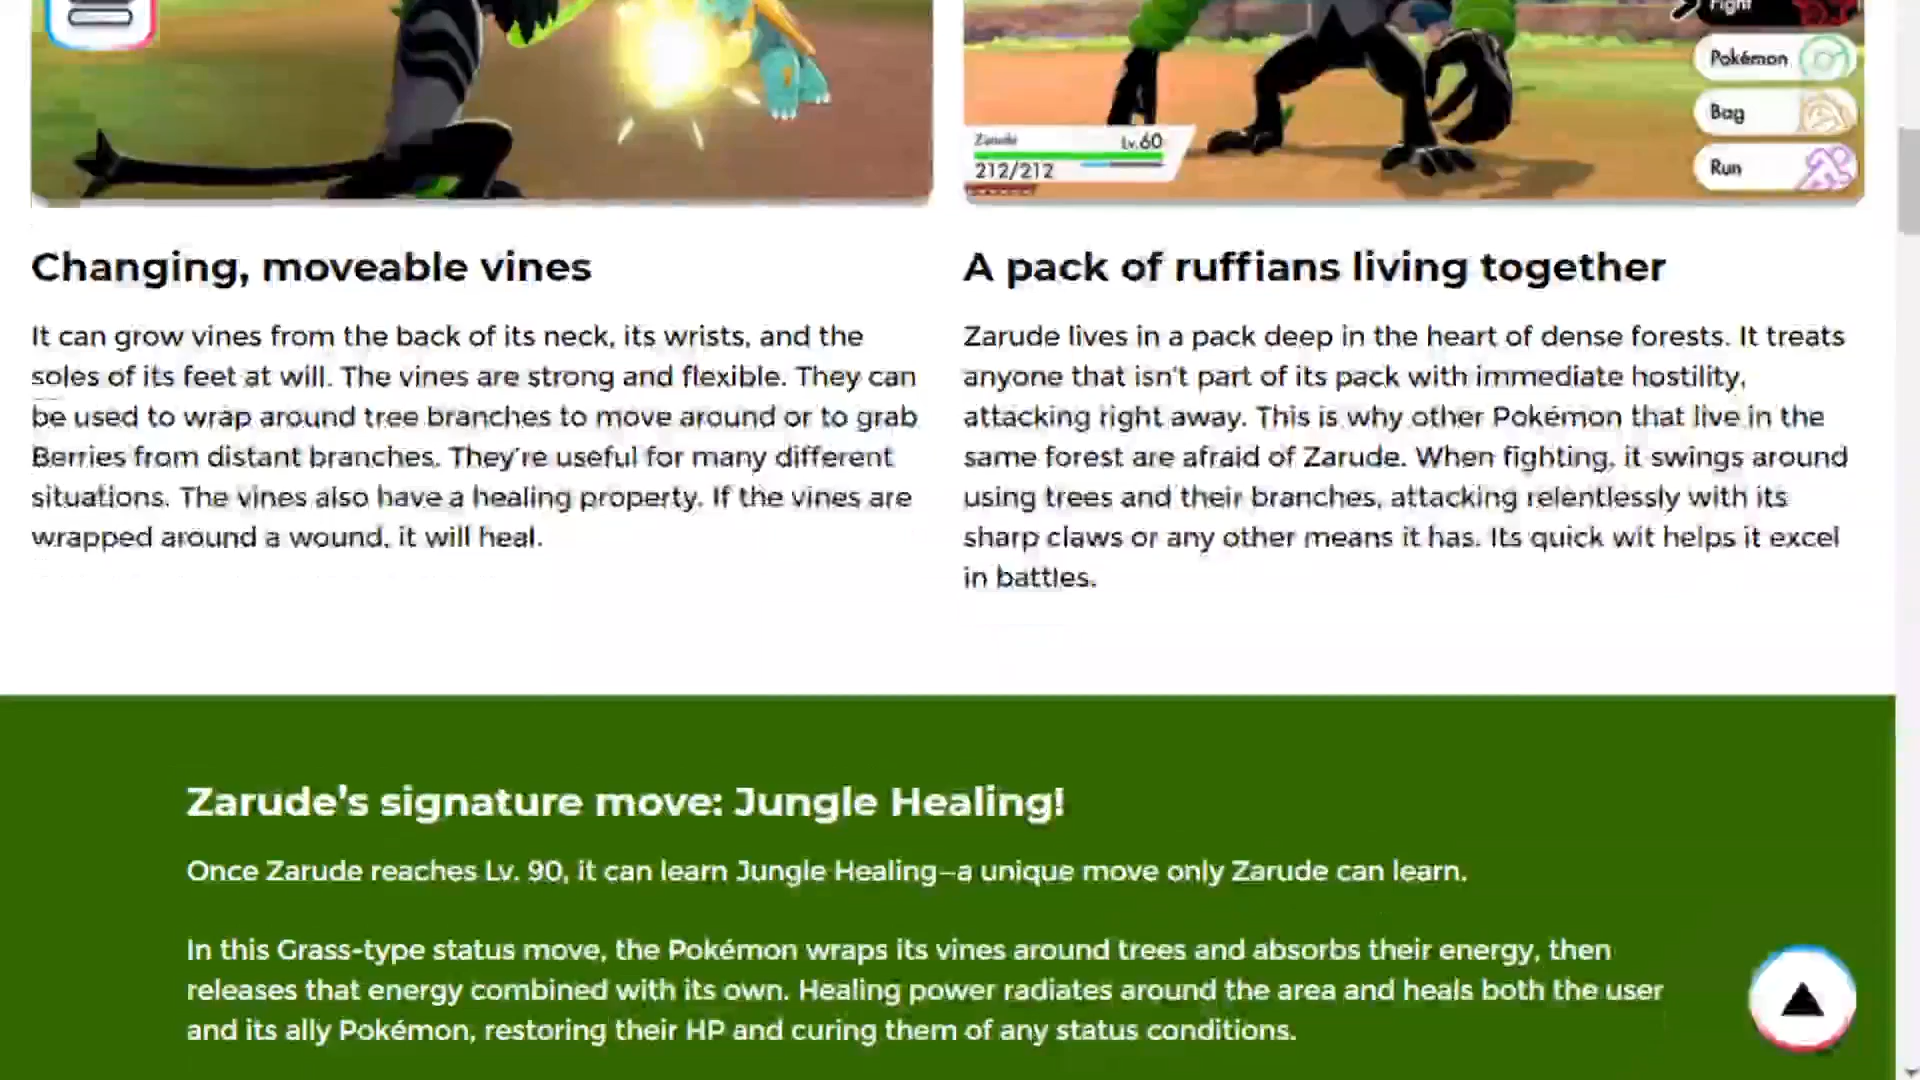 Fight
Pokémon
Bag
Run
Zarude
Lv.60
212/212
Changing, moveable vines
It can grow vines from the back of its neck, its wrists, and the
soles of its feet at will. The vines are strong and flexible. They can
be used to wrap around tree branches to move around or to grab
Berries from distant branches. They're useful for many different
situations. The vines also have a healing property. If the vines are
wrapped around a wound, it will heal.
A pack of ruffians living together
Zarude lives in a pack deep in the heart of dense forests. It treats
anyone that isn't part of its pack with immediate hostility,
attacking right away. This is why other Pokémon that live in the
same forest are afraid of Zarude. When fighting, it swings around
using trees and their branches, attacking relentlessly with its
sharp claws or any other means it has. Its quick wit helps it excel
in battles.
Zarude's signature move: Jungle Healing!
Once Zarude reaches Lv. 90, it can learn Jungle Healing—a unique move only Zarude can learn.
In this Grass-type status move, the Pokémon wraps its vines around trees and absorbs their energy, then
releases that energy combined with its own. Healing power radiates around the area and heals both the user
and its ally Pokémon, restoring their HP and curing them of any status conditions.